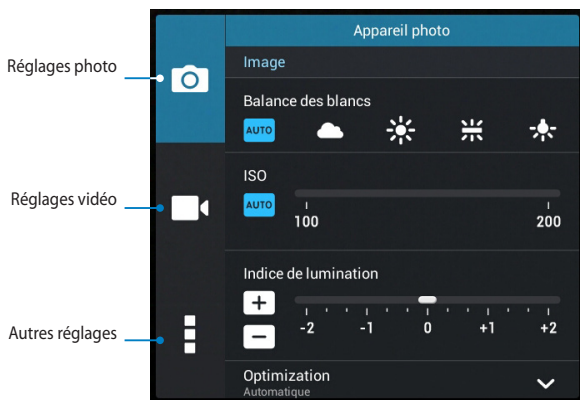 Appareil photo
Réglages photo
Image
Balance des blancs
AUTO
ISO
Réglages vidéo
AUTO
100 200
Indice de lumination
-2 -1 0 +1 +2
Autres réglages
Optimization
Automatique